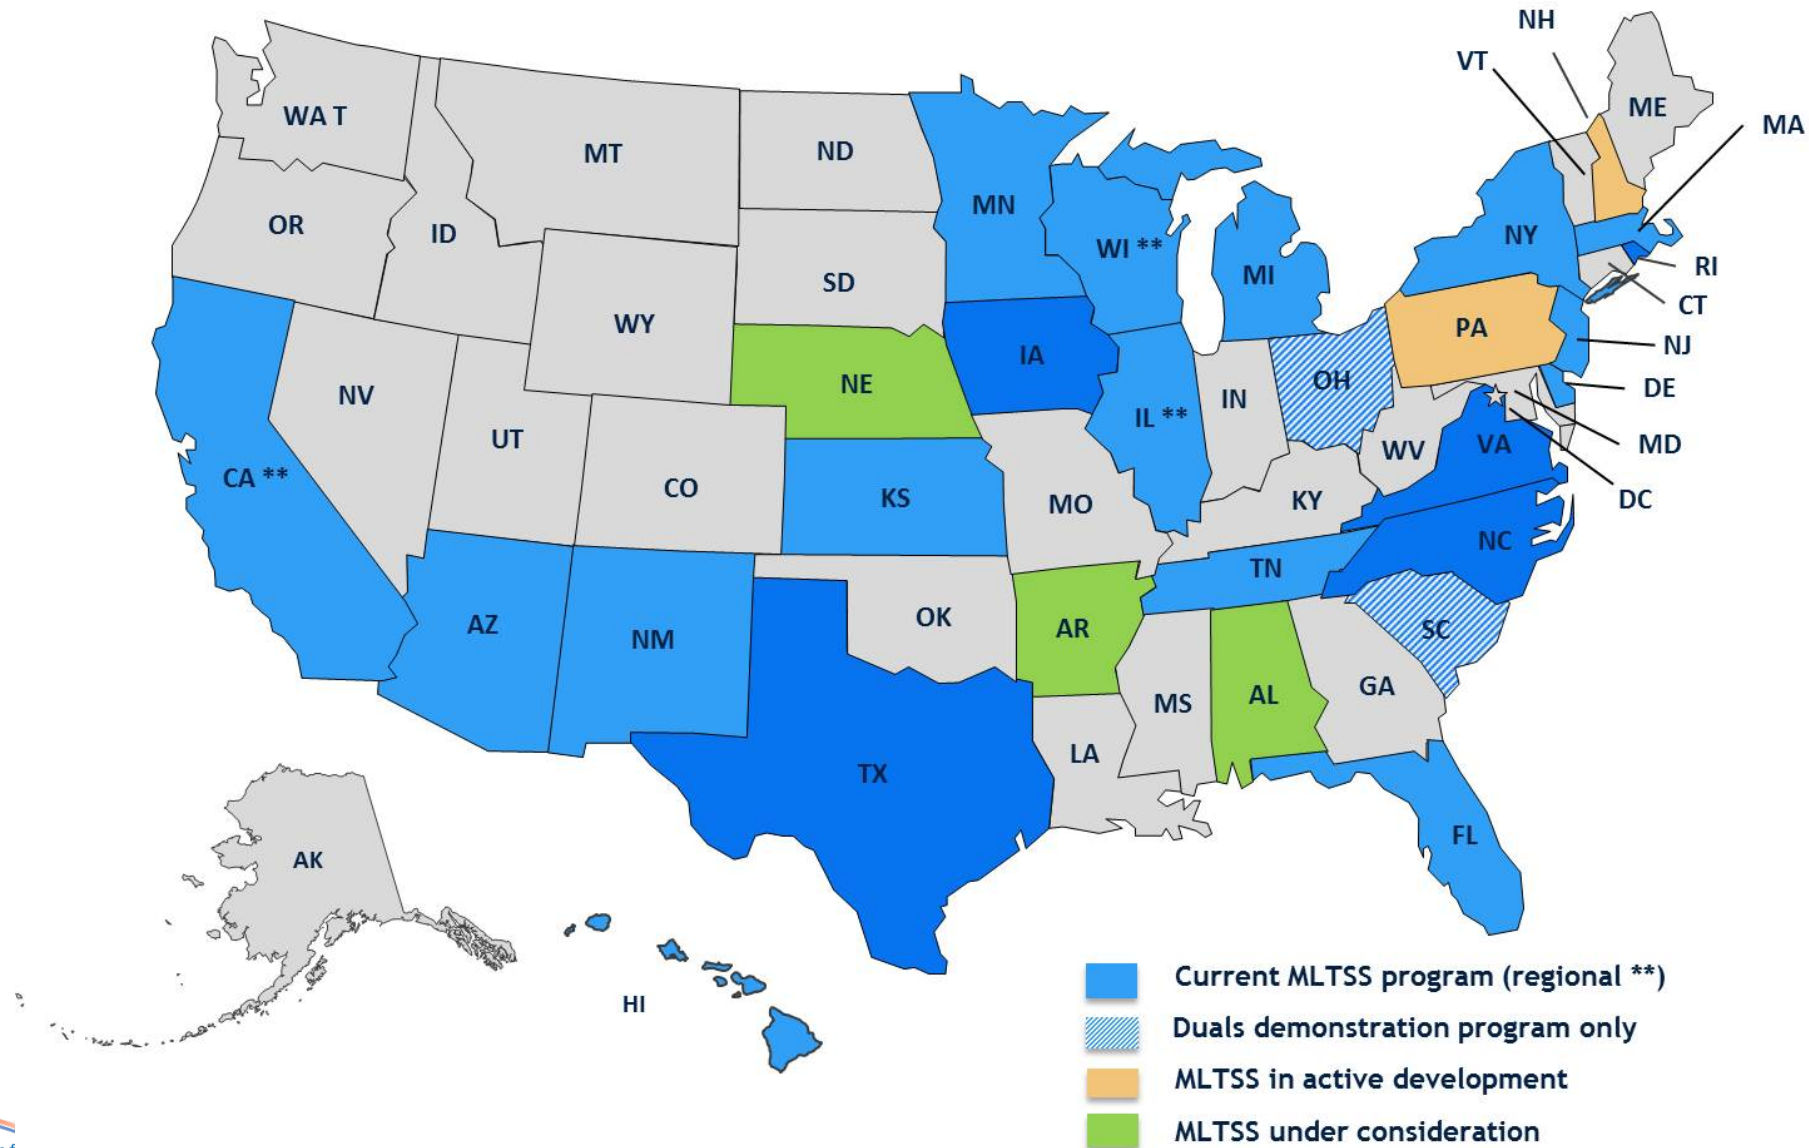 NH
VT
ME
MA
WA T
MT
ND
MN
OR
ID
WI **
NY
MI
SD
RI
CT
WY
PA
NJ
IA
OH
DE
NE
NV
IN
IL **
UT
MD
VA
WV
CA **
CO
KS
MO
KY
DC
NC
TN
AZ
NM
OK
AR
SC
MS
AL
GA
LA
TX
FL
AK
HI
Current MLTSS program (regional **)
Duals demonstration program only
MLTSS in active development
MLTSS under consideration